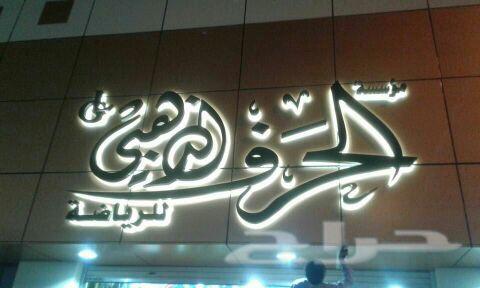 مؤسسة
الحرف الذهبي
للرياضة
حراج